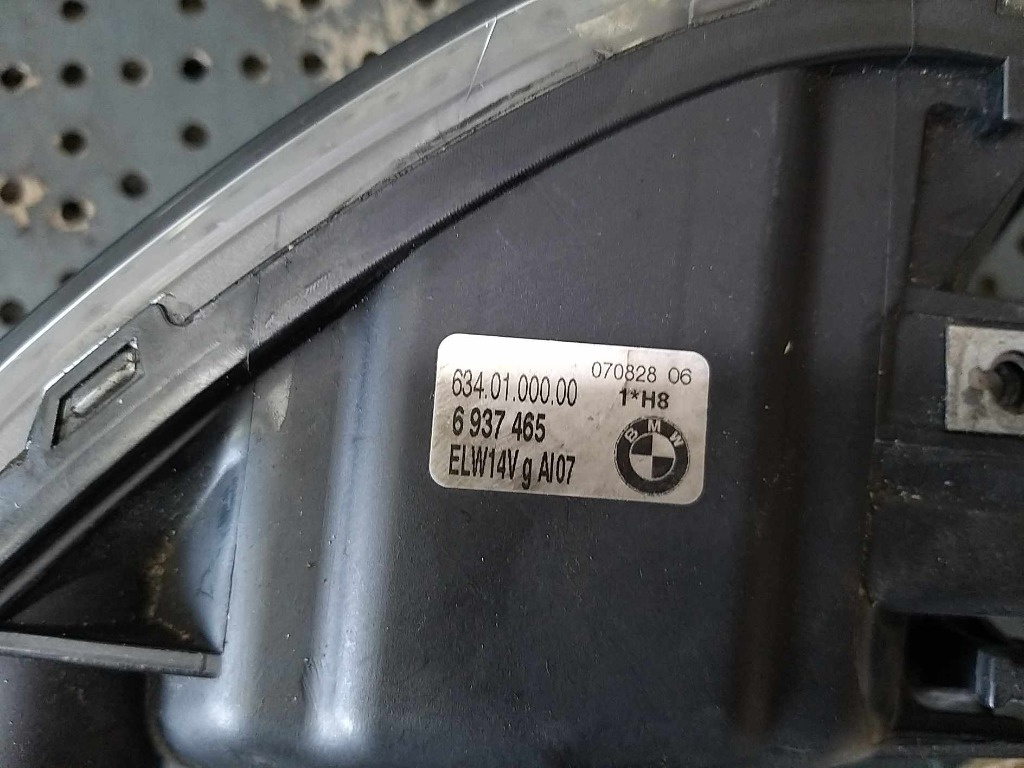 070828 06
634.01.000.00
1*H8
6 937 465
BMW
ELW14V g AI07